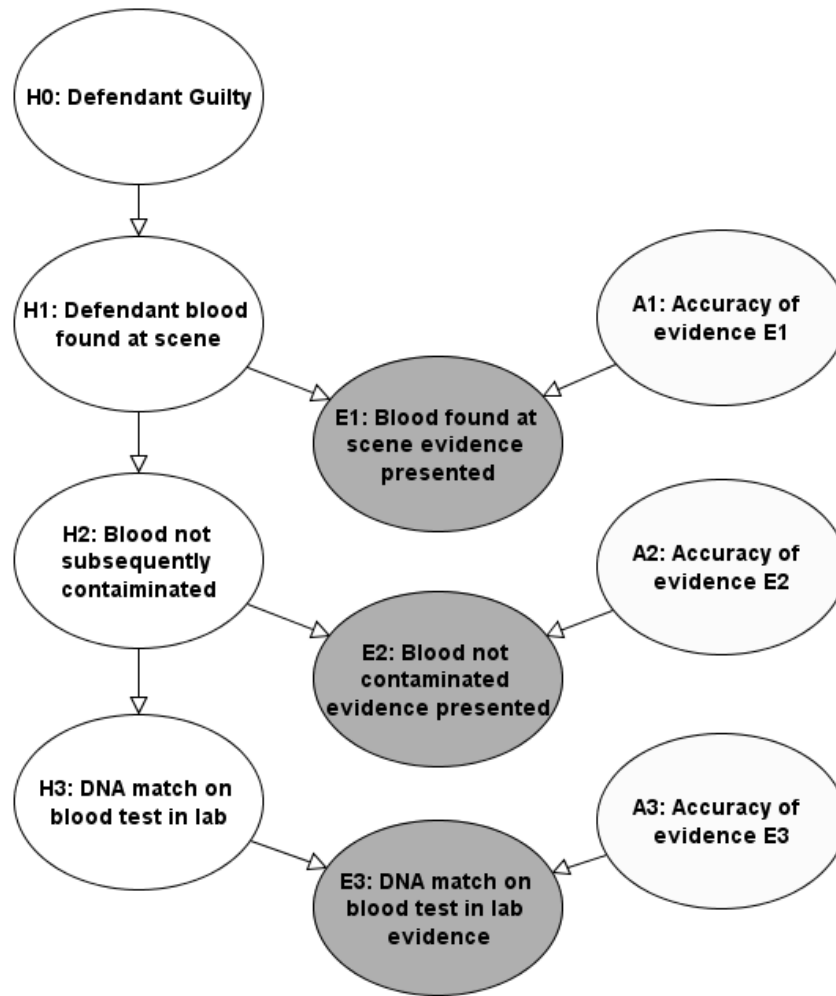 H0: Defendant Guilty
H1: Defendant blood
found at scene
A1: Accuracy of
evidence E1
E1: Blood found at
scene evidence
presented
H2: Blood not
subsequently
contaiminated
A2: Accuracy of
evidence E2
E2: Blood not
contaminated
evidence presented
H3: DNA match on
blood test in lab
A3: Accuracy of
evidence E3
E3: DNA match on
blood test in lab
evidence